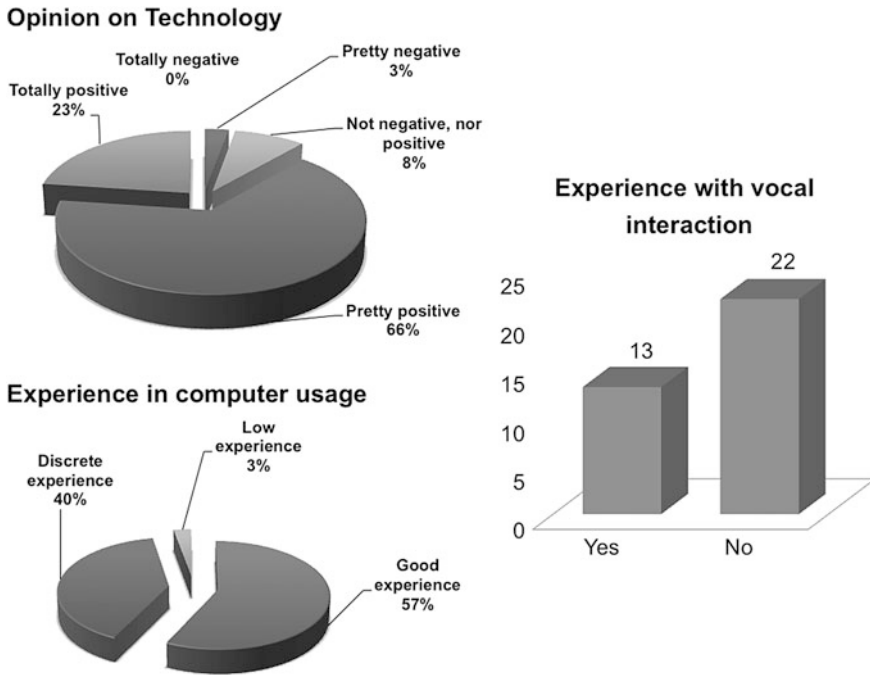 Opinion on Technology
Totally negative
0%
Pretty negative
3%
Totally positive
23%
Not negative, nor
positive
8%
Pretty positive
66%
Experience in computer usage
Low
experience
3%
Discrete
experience
40%
Good
experience
57%
Experience with vocal
interaction
25
20
15
10
5
0
13
22
Yes
No